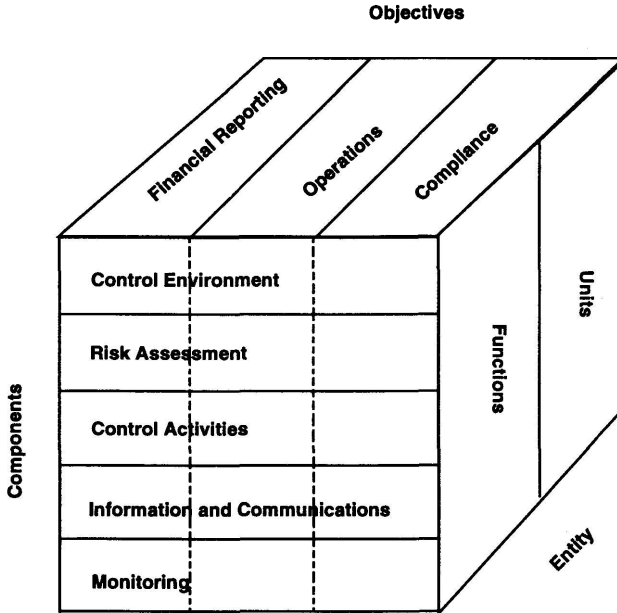 Objectives
Financial Reporting
Operations
Compliance
Control Environment
Risk Assessment
Control Activities
Information and Communications
Monitoring
Components
Functions
Units
Entity